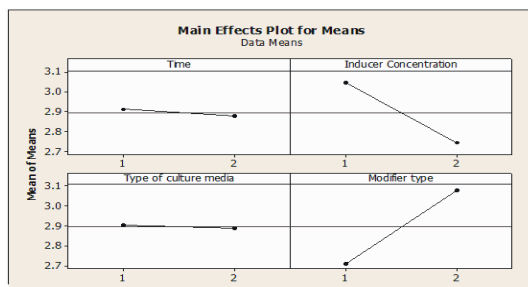 Main Effects Plot for Means
Data Means
Time
Inducer Concentration
3.1
3.0
2.9
2.8
2.7
1
2
1
2
Mean of Means
Type of culture media
Modifier type
3.1
3.0
2.9
2.8
2.7
1
2
1
2